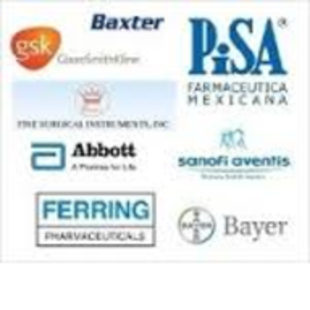 Baxter
gsk
GlaxoSmithKline
PiSA®
FARMACEUTICA
MEXICANA
FINE SURGICAL INSTRUMENTS, INC
Abbott
A Promise for Life
sanofi aventis
FERRING
PHARMACEUTICALS
BAYER
Bayer